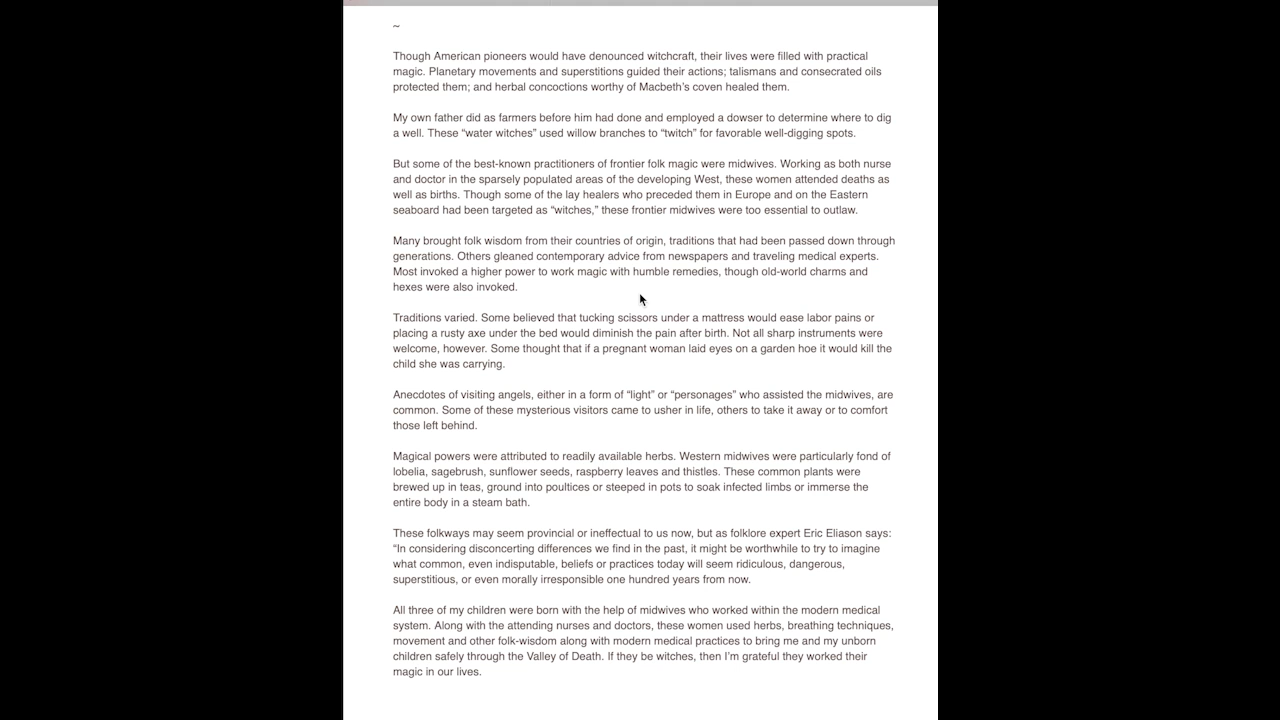 ~
Though American pioneers would have denounced witchcraft, their lives were filled with practical
magic. Planetary movements and superstitions guided their actions; talismans and consecrated oils
protected them; and herbal concoctions worthy of Macbeth’s coven healed them.
My own father did as farmers before him had done and employed a dowser to determine where to dig
a well. These “water witches” used willow branches to “twitch” for favorable well-digging spots.
But some of the best-known practitioners of frontier folk magic were midwives. Working as both nurse
and doctor in the sparsely populated areas of the developing West, these women attended deaths as
well as births. Though some of the lay healers who preceded them in Europe and on the Eastern
seaboard had been targeted as “witches,” these frontier midwives were too essential to outlaw.
Many brought folk wisdom from their countries of origin, traditions that had been passed down through
generations. Others gleaned contemporary advice from newspapers and traveling medical experts.
Most invoked a higher power to work magic with humble remedies, though old-world charms and
hexes were also invoked.
Traditions varied. Some believed that tucking scissors under a mattress would ease labor pains or
placing a rusty axe under the bed would diminish the pain after birth. Not all sharp instruments were
welcome, however. Some thought that if a pregnant woman laid eyes on a garden hoe it would kill the
child she was carrying.
Anecdotes of visiting angels, either in a form of “light” or “personages” who assisted the midwives, are
common. Some of these mysterious visitors came to usher in life, others to take it away or to comfort
those left behind.
Magical powers were attributed to readily available herbs. Western midwives were particularly fond of
lobelia, sagebrush, sunflower seeds, raspberry leaves and thistles. These common plants were
brewed up in teas, ground into poultices or steeped in pots to soak infected limbs or immerse the
entire body in a steam bath.
These folkways may seem provincial or ineffectual to us now, but as folklore expert Eric Eliason says:
“In considering disconcerting differences we find in the past, it might be worthwhile to try to imagine
what common, even indisputable, beliefs or practices today will seem ridiculous, dangerous,
superstitious, or even morally irresponsible one hundred years from now.
All three of my children were born with the help of midwives who worked within the modern medical
system. Along with the attending nurses and doctors, these women used herbs, breathing techniques,
movement and other folk-wisdom along with modern medical practices to bring me and my unborn
children safely through the Valley of Death. If they be witches, then I’m grateful they worked their
magic in our lives.